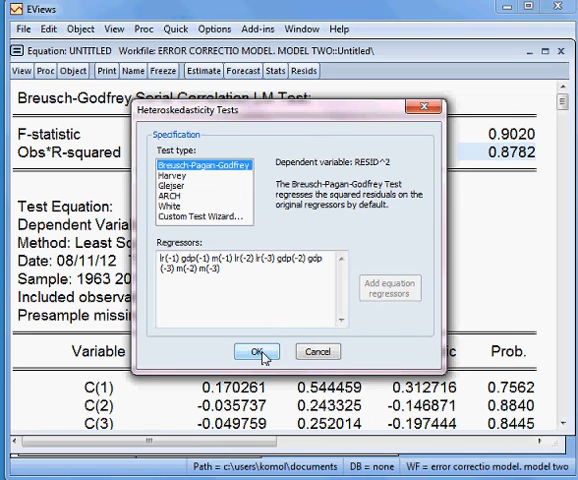 EViews
File Edit Object View Proc Quick Options Add-ins Window Help
Equation: UNTITLED Workfile: ERROR CORRECTIO MODEL. MODEL TWO::Untitled\
View Proc Object Print Name Freeze Estimate Forecast Stats Resids
Breusch-Godfrey Serial Correlation LM Test:
F-statistic 0.9020
Obs*R-squared 0.8782
Test Equation:
Dependent Varia
Method: Least Sc
Date: 08/11/12 T
Sample: 1963 20
Included observa
Presample missi
Variable ic Prob.
C(1) 0.170261 0.544459 0.312716 0.7562
C(2) -0.035737 0.243325 -0.146871 0.8840
C(3) -0.049759 0.252014 -0.197444 0.8445
Heteroskedasticity Tests
Specification
Test type:
Breusch-Pagan-Godfrey
Harvey
Glejser
ARCH
White
Custom Test Wizard...
Dependent variable: RESID^2
The Breusch-Pagan-Godfrey Test
regresses the squared residuals on the
original regressors by default.
Regressors:
lr(-1) gdp(-1) m(-1) lr(-2) lr(-3) gdp(-2) gdp
(-3) m(-2) m(-3)
Add equation
regressors
OK Cancel
Path = c:\users\komol\documents DB = none WF = error correctio model. model two